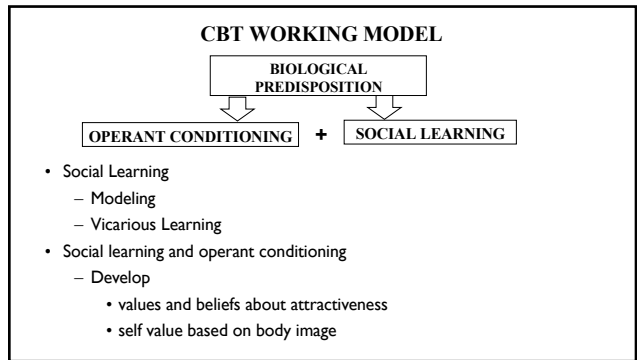 CBT WORKING MODEL
BIOLOGICAL
PREDISPOSITION
OPERANT CONDITIONING + SOCIAL LEARNING
• Social Learning
– Modeling
– Vicarious Learning
• Social learning and operant conditioning
– Develop
• values and beliefs about attractiveness
• self value based on body image